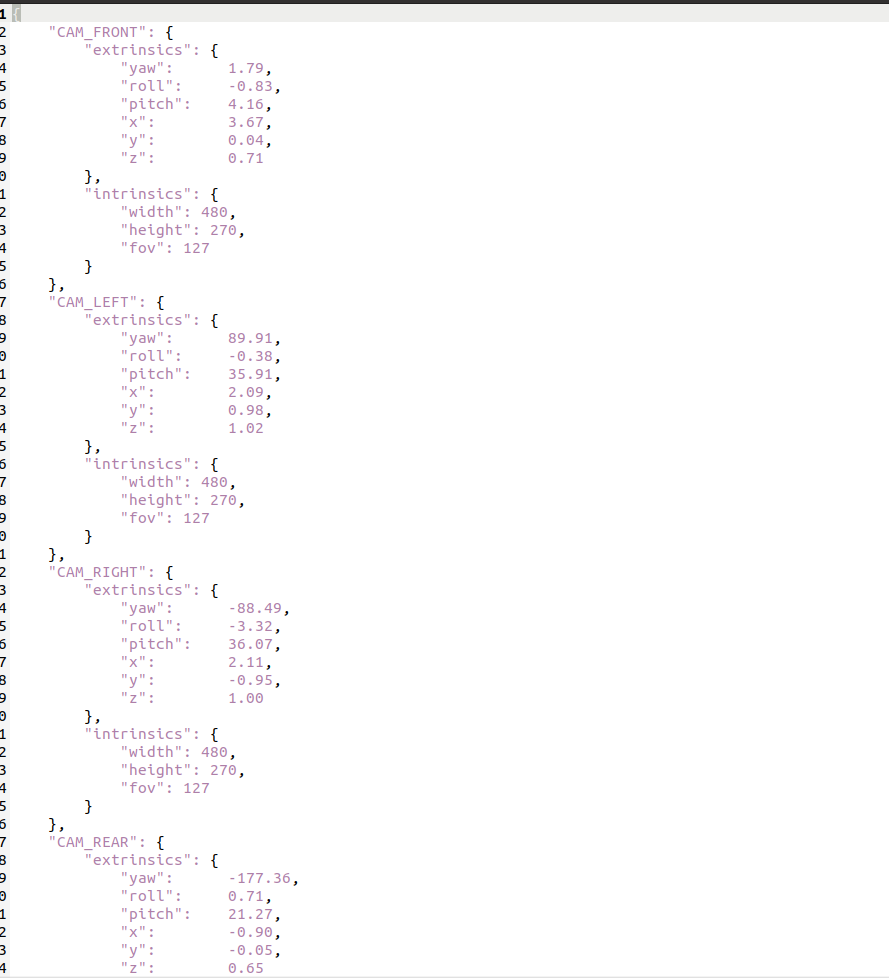 1 {
2     "CAM_FRONT": {
3         "extrinsics": {
4             "yaw":      1.79,
5             "roll":     -0.83,
6             "pitch":    4.16,
7             "x":        3.67,
8             "y":        0.04,
9             "z":        0.71
0         },
1         "intrinsics": {
2             "width": 480,
3             "height": 270,
4             "fov": 127
5         }
6     },
7     "CAM_LEFT": {
8         "extrinsics": {
9             "yaw":      89.91,
0             "roll":     -0.38,
1             "pitch":    35.91,
2             "x":        2.09,
3             "y":        0.98,
4             "z":        1.02
5         },
6         "intrinsics": {
7             "width": 480,
8             "height": 270,
9             "fov": 127
0         }
1     },
2     "CAM_RIGHT": {
3         "extrinsics": {
4             "yaw":      -88.49,
5             "roll":     -3.32,
6             "pitch":    36.07,
7             "x":        2.11,
8             "y":        -0.95,
9             "z":        1.00
0         },
1         "intrinsics": {
2             "width": 480,
3             "height": 270,
4             "fov": 127
5         }
6     },
7     "CAM_REAR": {
8         "extrinsics": {
9             "yaw":      -177.36,
0             "roll":     0.71,
1             "pitch":    21.27,
2             "x":        -0.90,
3             "y":        -0.05,
4             "z":        0.65